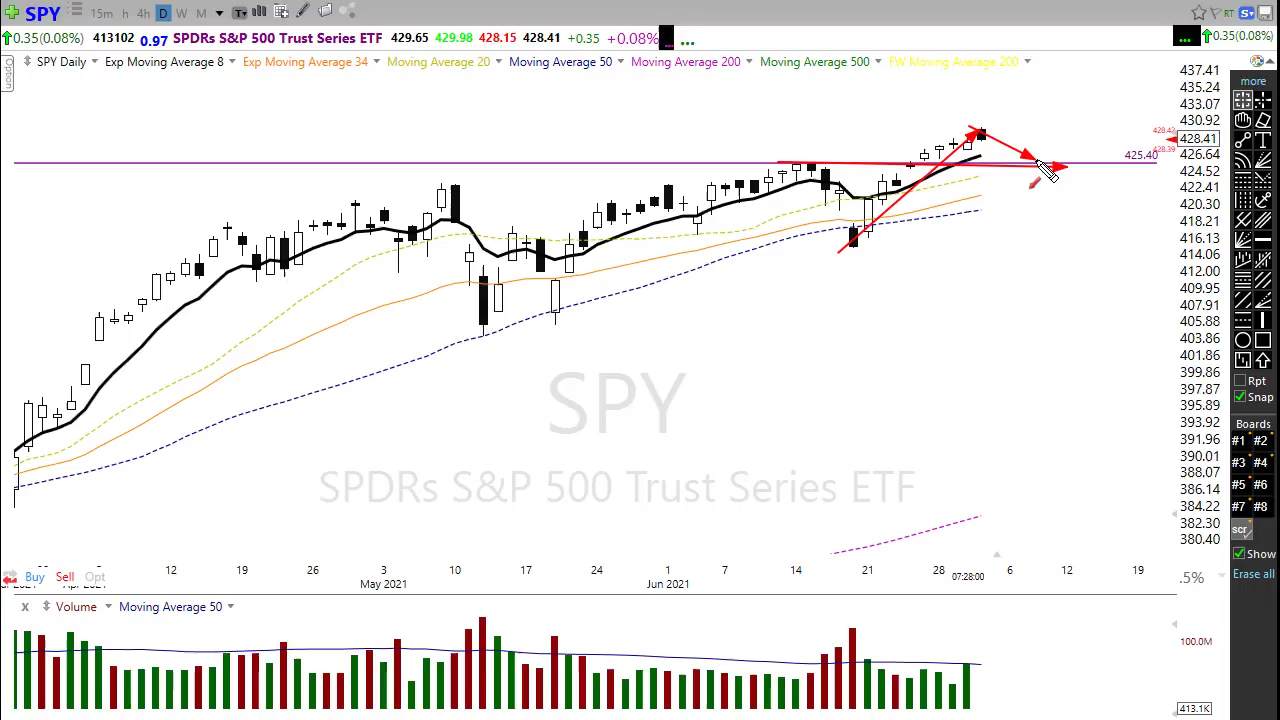 SPY 15m h 4h D W M T RT S
0.35(0.08%) 413102 0.97 SPDRs S&P 500 Trust Series ETF 429.65 429.98 428.15 428.41 +0.35 +0.08% ... ... 0.35(0.08%)
Option
SPY Daily Exp Moving Average 8 Exp Moving Average 34 Moving Average 20 Moving Average 50 Moving Average 200 Moving Average 500 FW Moving Average 200
437.41
435.24
433.07
430.92
428.42
428.41
428.39
425.40
426.64
424.52
422.41
420.30
418.21
416.13
414.06
412.00
409.95
407.91
405.88
403.86
401.86
399.86
397.87
395.89
393.92
391.96
390.01
388.07
386.14
384.22
382.30
380.40
more
T
Rpt
Snap
Boards
#1 #2
#3 #4
#5 #6
#7 #8
scr
Show
Erase all
SPY
SPDRs S&P 500 Trust Series ETF
12 19 26 3 10 17 24 1 7 14 21 28 6 12 19
May 2021 Jun 2021 07:28:00
Buy Sell Opt
.5%
x Volume Moving Average 50
100.0M
413.1K